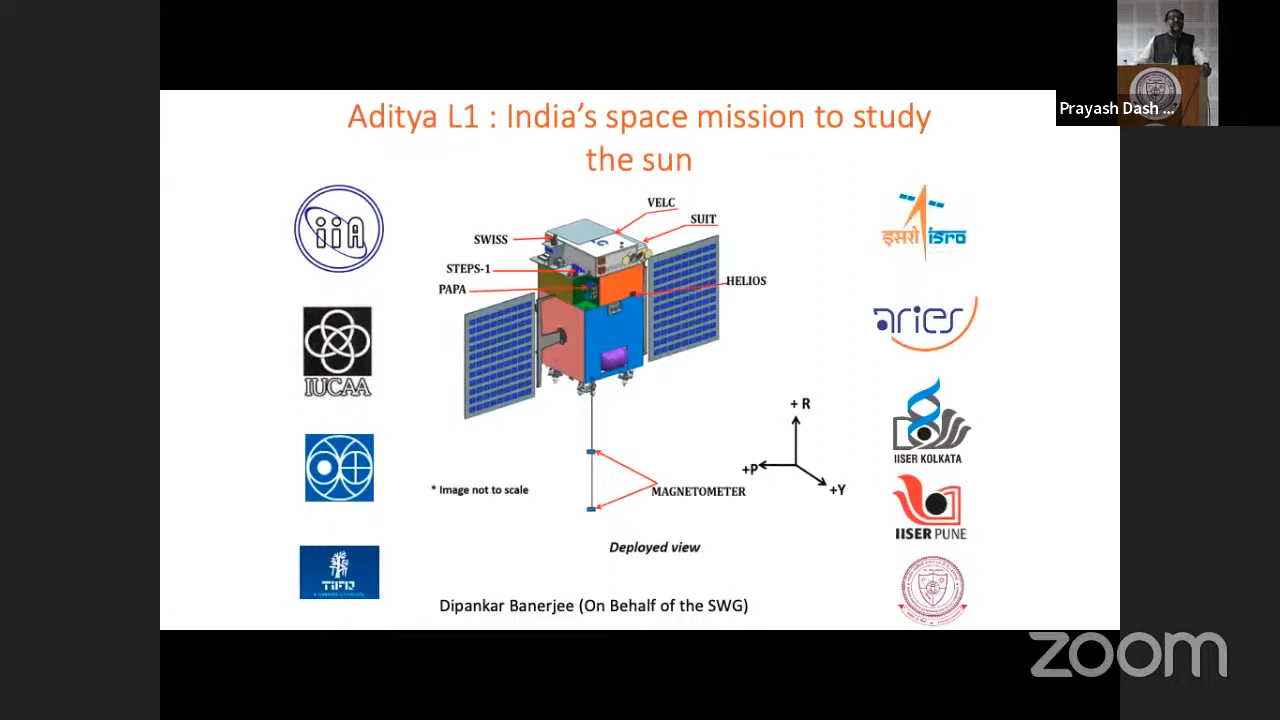 Aditya L1 : India's space mission to study
the sun
Prayash Dash ...
iiA
IUCAA
TIFR
VELC
SUIT
SWISS
STEPS-1
PAPA
HELIOS
C
+ R
+P
+Y
* Image not to scale
MAGNETOMETER
Deployed view
Dipankar Banerjee (On Behalf of the SWG)
इसरो isro
aries
IISER KOLKATA
IISER PUNE
zoom